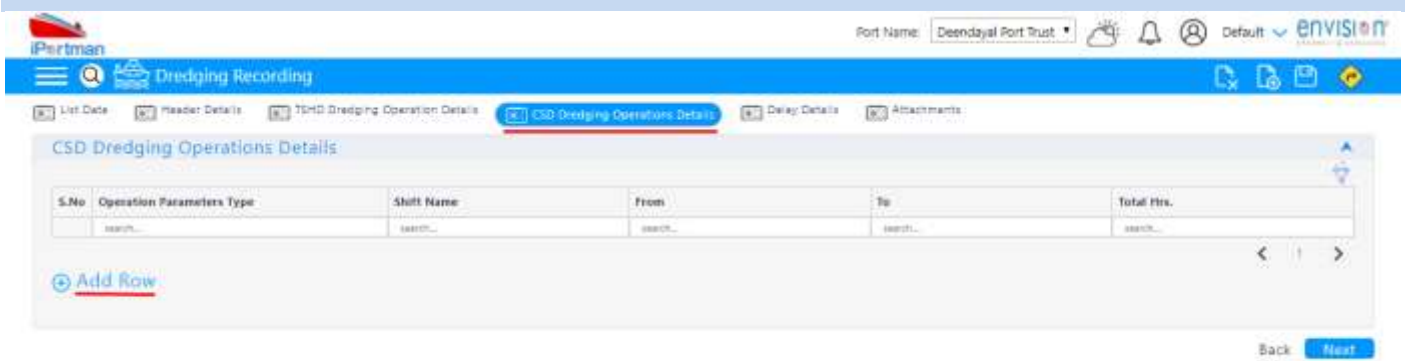 Port Name: Deendayal Port Trust Default envision
iPortman
Dredging Recording
List Data Header Details TSHD Dredging Operation Details CSD Dredging Operations Details Delay Details Attachments
CSD Dredging Operations Details
S.No Operation Parameters Type Shift Name From To Total Hrs.
search... search... search... search... search...
1
Add Row
Back Next